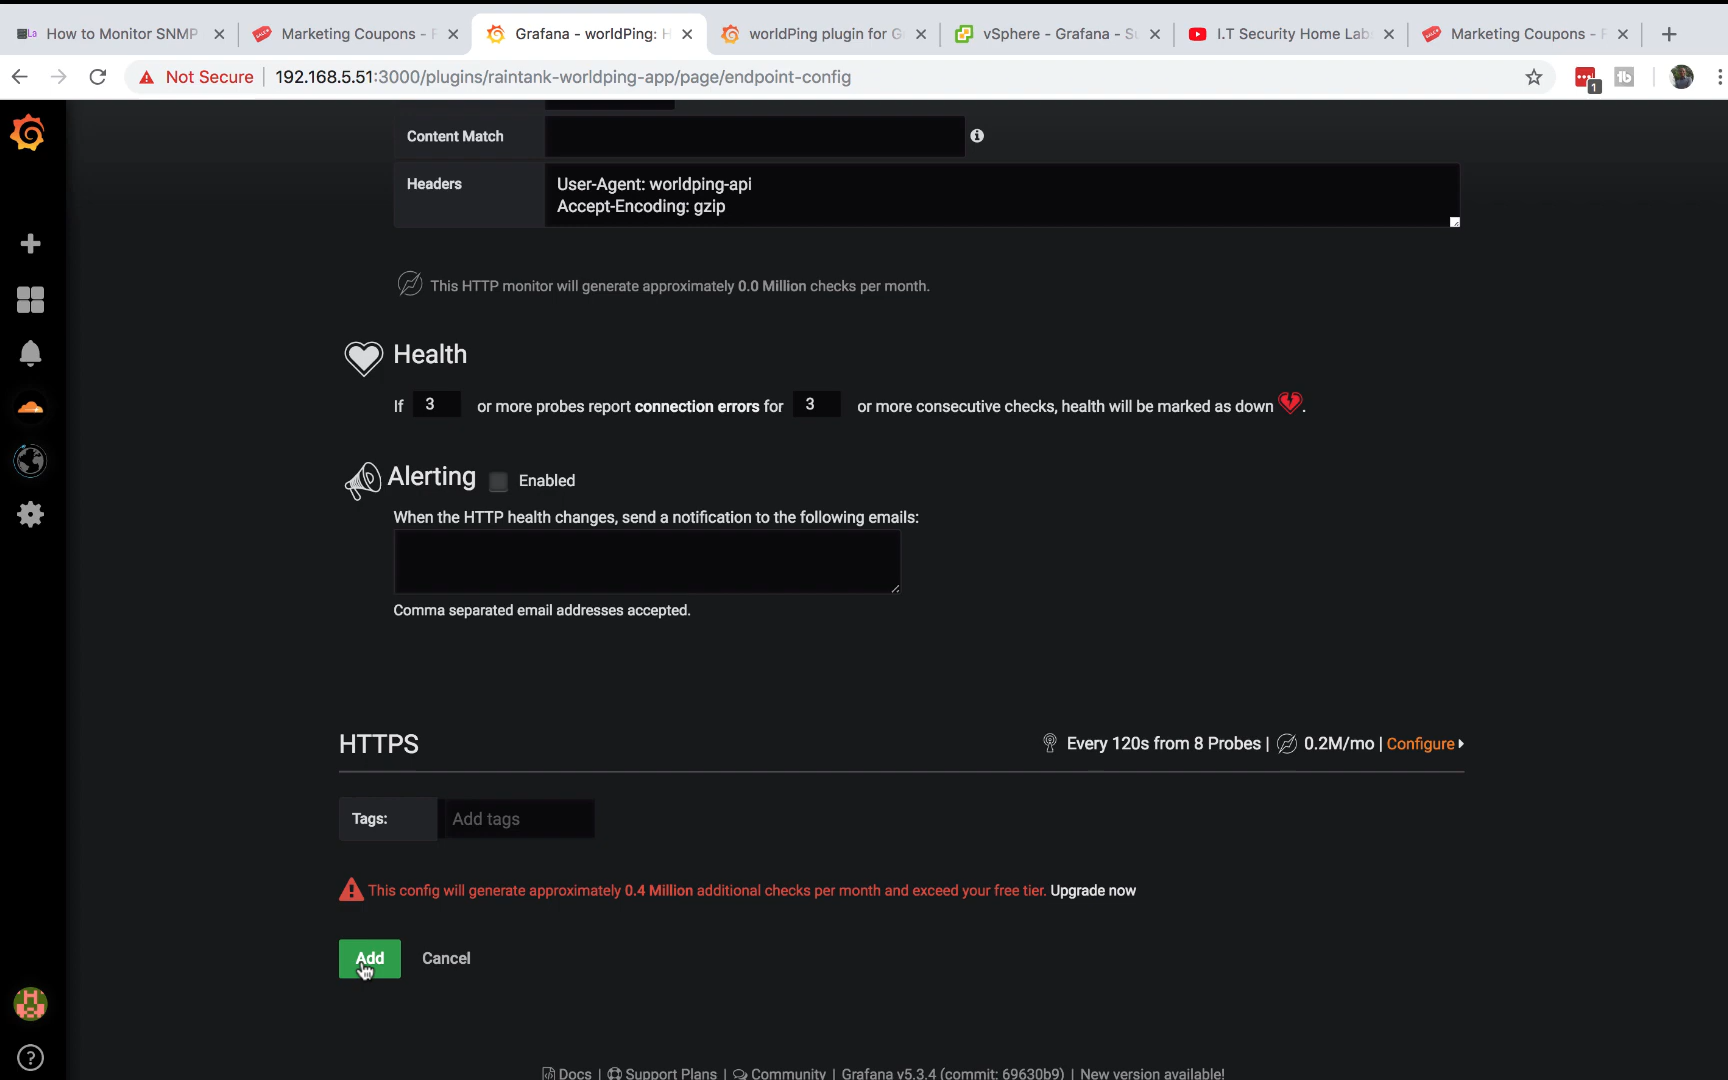 How to Monitor SNMP
Marketing Coupons -
Grafana - worldPing:
worldPing plugin for
vSphere - Grafana -
I.T Security Home Lab
Marketing Coupons -
Not Secure
192.168.5.51:3000/plugins/raintank-worldping-app/page/endpoint-config
1
Content Match
Headers
User-Agent: worldping-api
Accept-Encoding: gzip
This HTTP monitor will generate approximately 0.0 Million checks per month.
Health
If 3 or more probes report connection errors for 3 or more consecutive checks, health will be marked as down .
Alerting Enabled
When the HTTP health changes, send a notification to the following emails:
Comma separated email addresses accepted.
HTTPS
Every 120s from 8 Probes | 0.2M/mo | Configure
Tags: Add tags
This config will generate approximately 0.4 Million additional checks per month and exceed your free tier. Upgrade now
Add Cancel
Docs | Support Plans | Community | Grafana v5.3.4 (commit: 69630b9) | New version available!